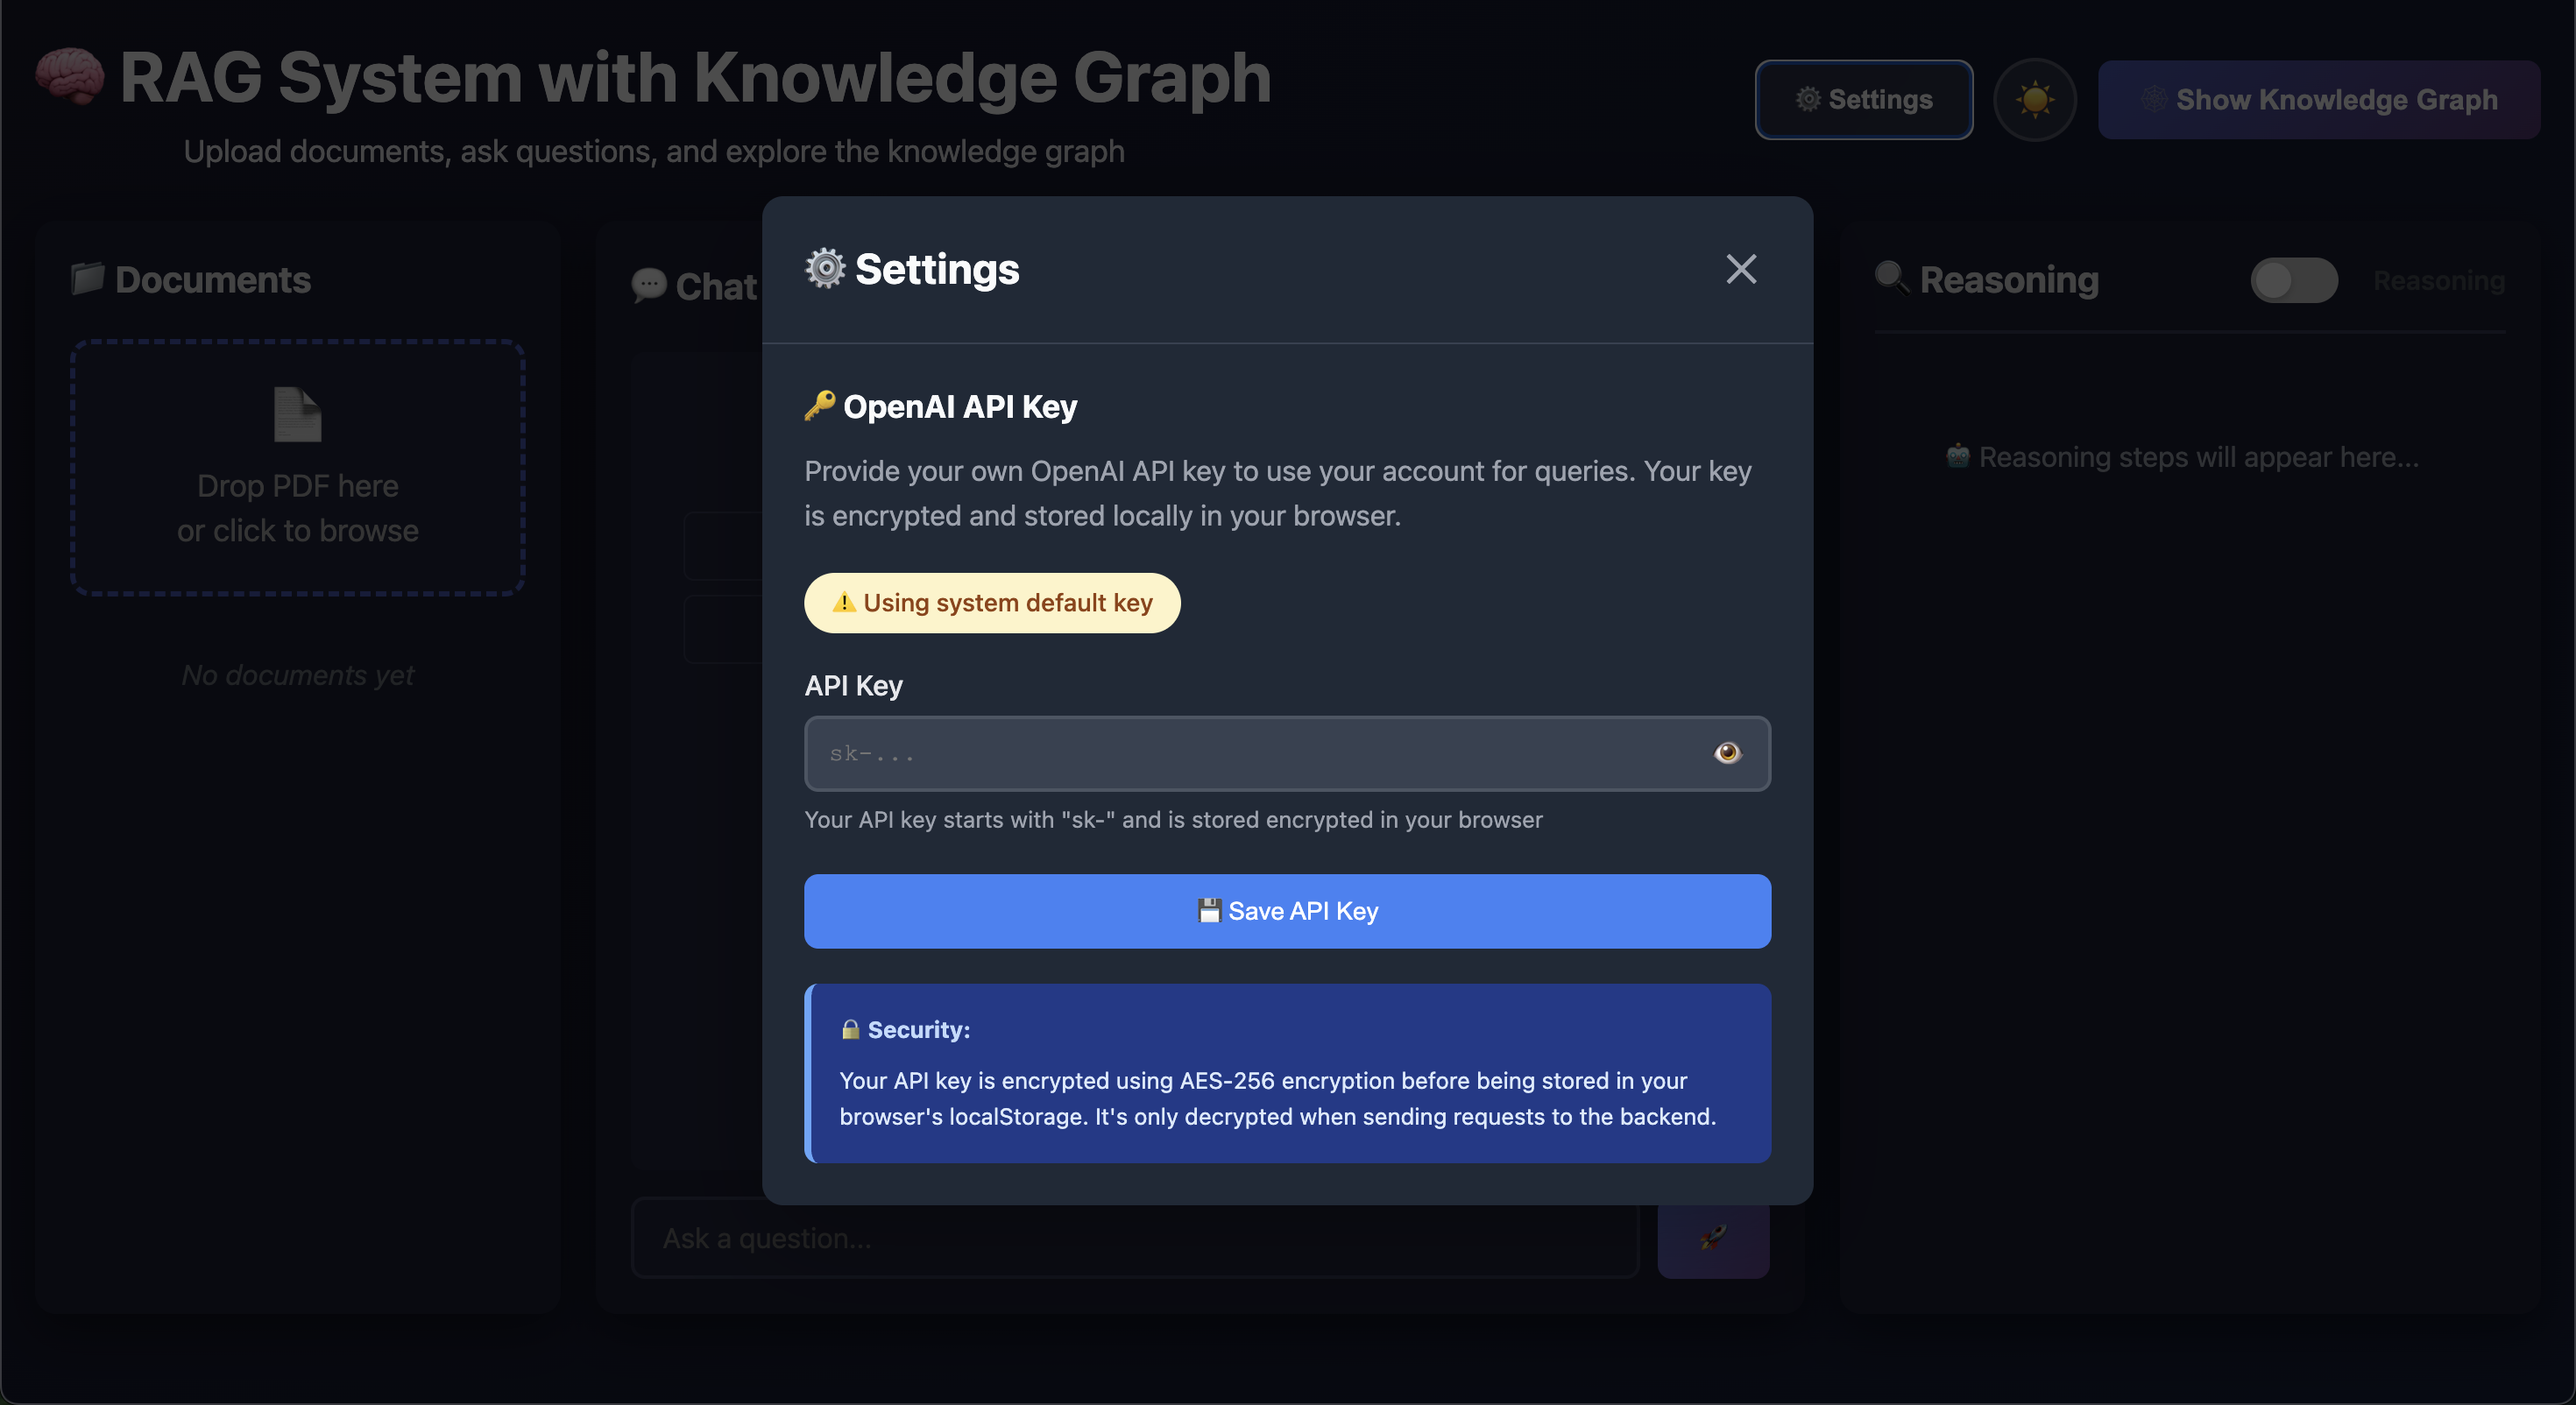 RAG System with Knowledge Graph
Upload documents, ask questions, and explore the knowledge graph
Settings
Show Knowledge Graph
Documents
Drop PDF here
or click to browse
No documents yet
Chat
Settings
OpenAI API Key
Provide your own OpenAI API key to use your account for queries. Your key
is encrypted and stored locally in your browser.
Using system default key
API Key
sk-...
Your API key starts with "sk-" and is stored encrypted in your browser
Save API Key
Security:
Your API key is encrypted using AES-256 encryption before being stored in your
browser's localStorage. It's only decrypted when sending requests to the backend.
Ask a question...
Reasoning
Reasoning
Reasoning steps will appear here...